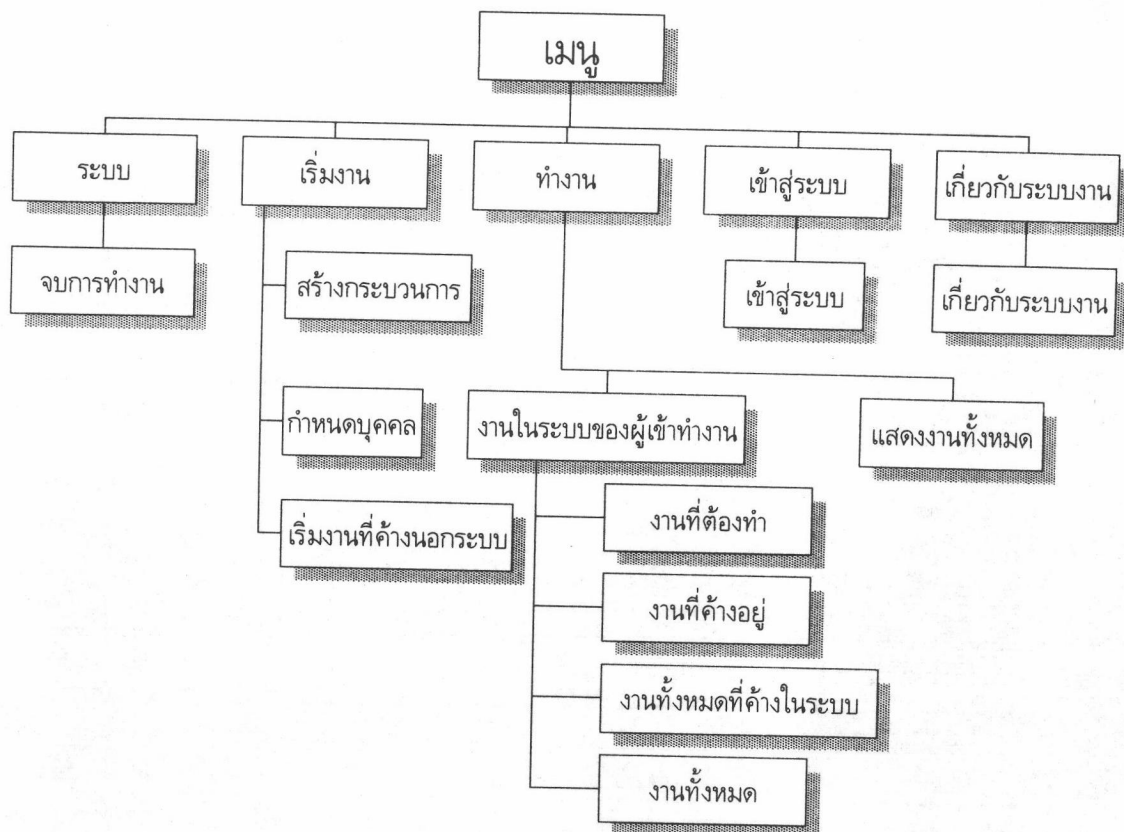 เมนู
ระบบ
เริ่มงาน
ทำงาน
เข้าสู่ระบบ
เกี่ยวกับระบบงาน
จบการทำงาน
สร้างกระบวนการ
เข้าสู่ระบบ
เกี่ยวกับระบบงาน
กำหนดบุคคล
งานในระบบของผู้เข้าทำงาน
แสดงงานทั้งหมด
เริ่มงานที่ค้างนอกระบบ
งานที่ต้องทำ
งานที่ค้างอยู่
งานทั้งหมดที่ค้างในระบบ
งานทั้งหมด